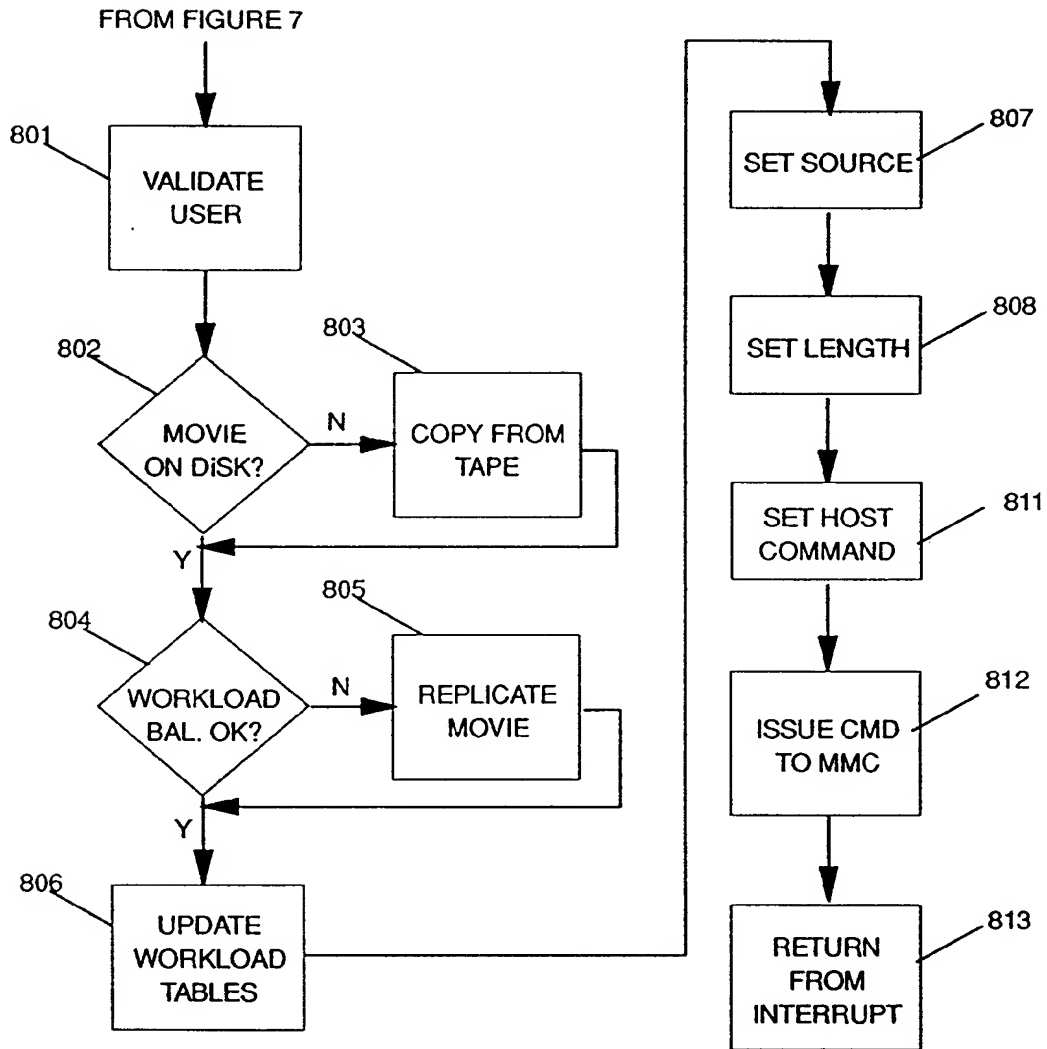 FROM FIGURE 7
801
VALIDATE
USER
802
MOVIE
ON DiSK?
N
803
COPY FROM
TAPE
Y
804
WORKLOAD
BAL. OK?
N
805
REPLICATE
MOVIE
Y
806
UPDATE
WORKLOAD
TABLES
807
SET SOURCE
808
SET LENGTH
811
SET HOST
COMMAND
812
ISSUE CMD
TO MMC
813
RETURN
FROM
INTERRUPT